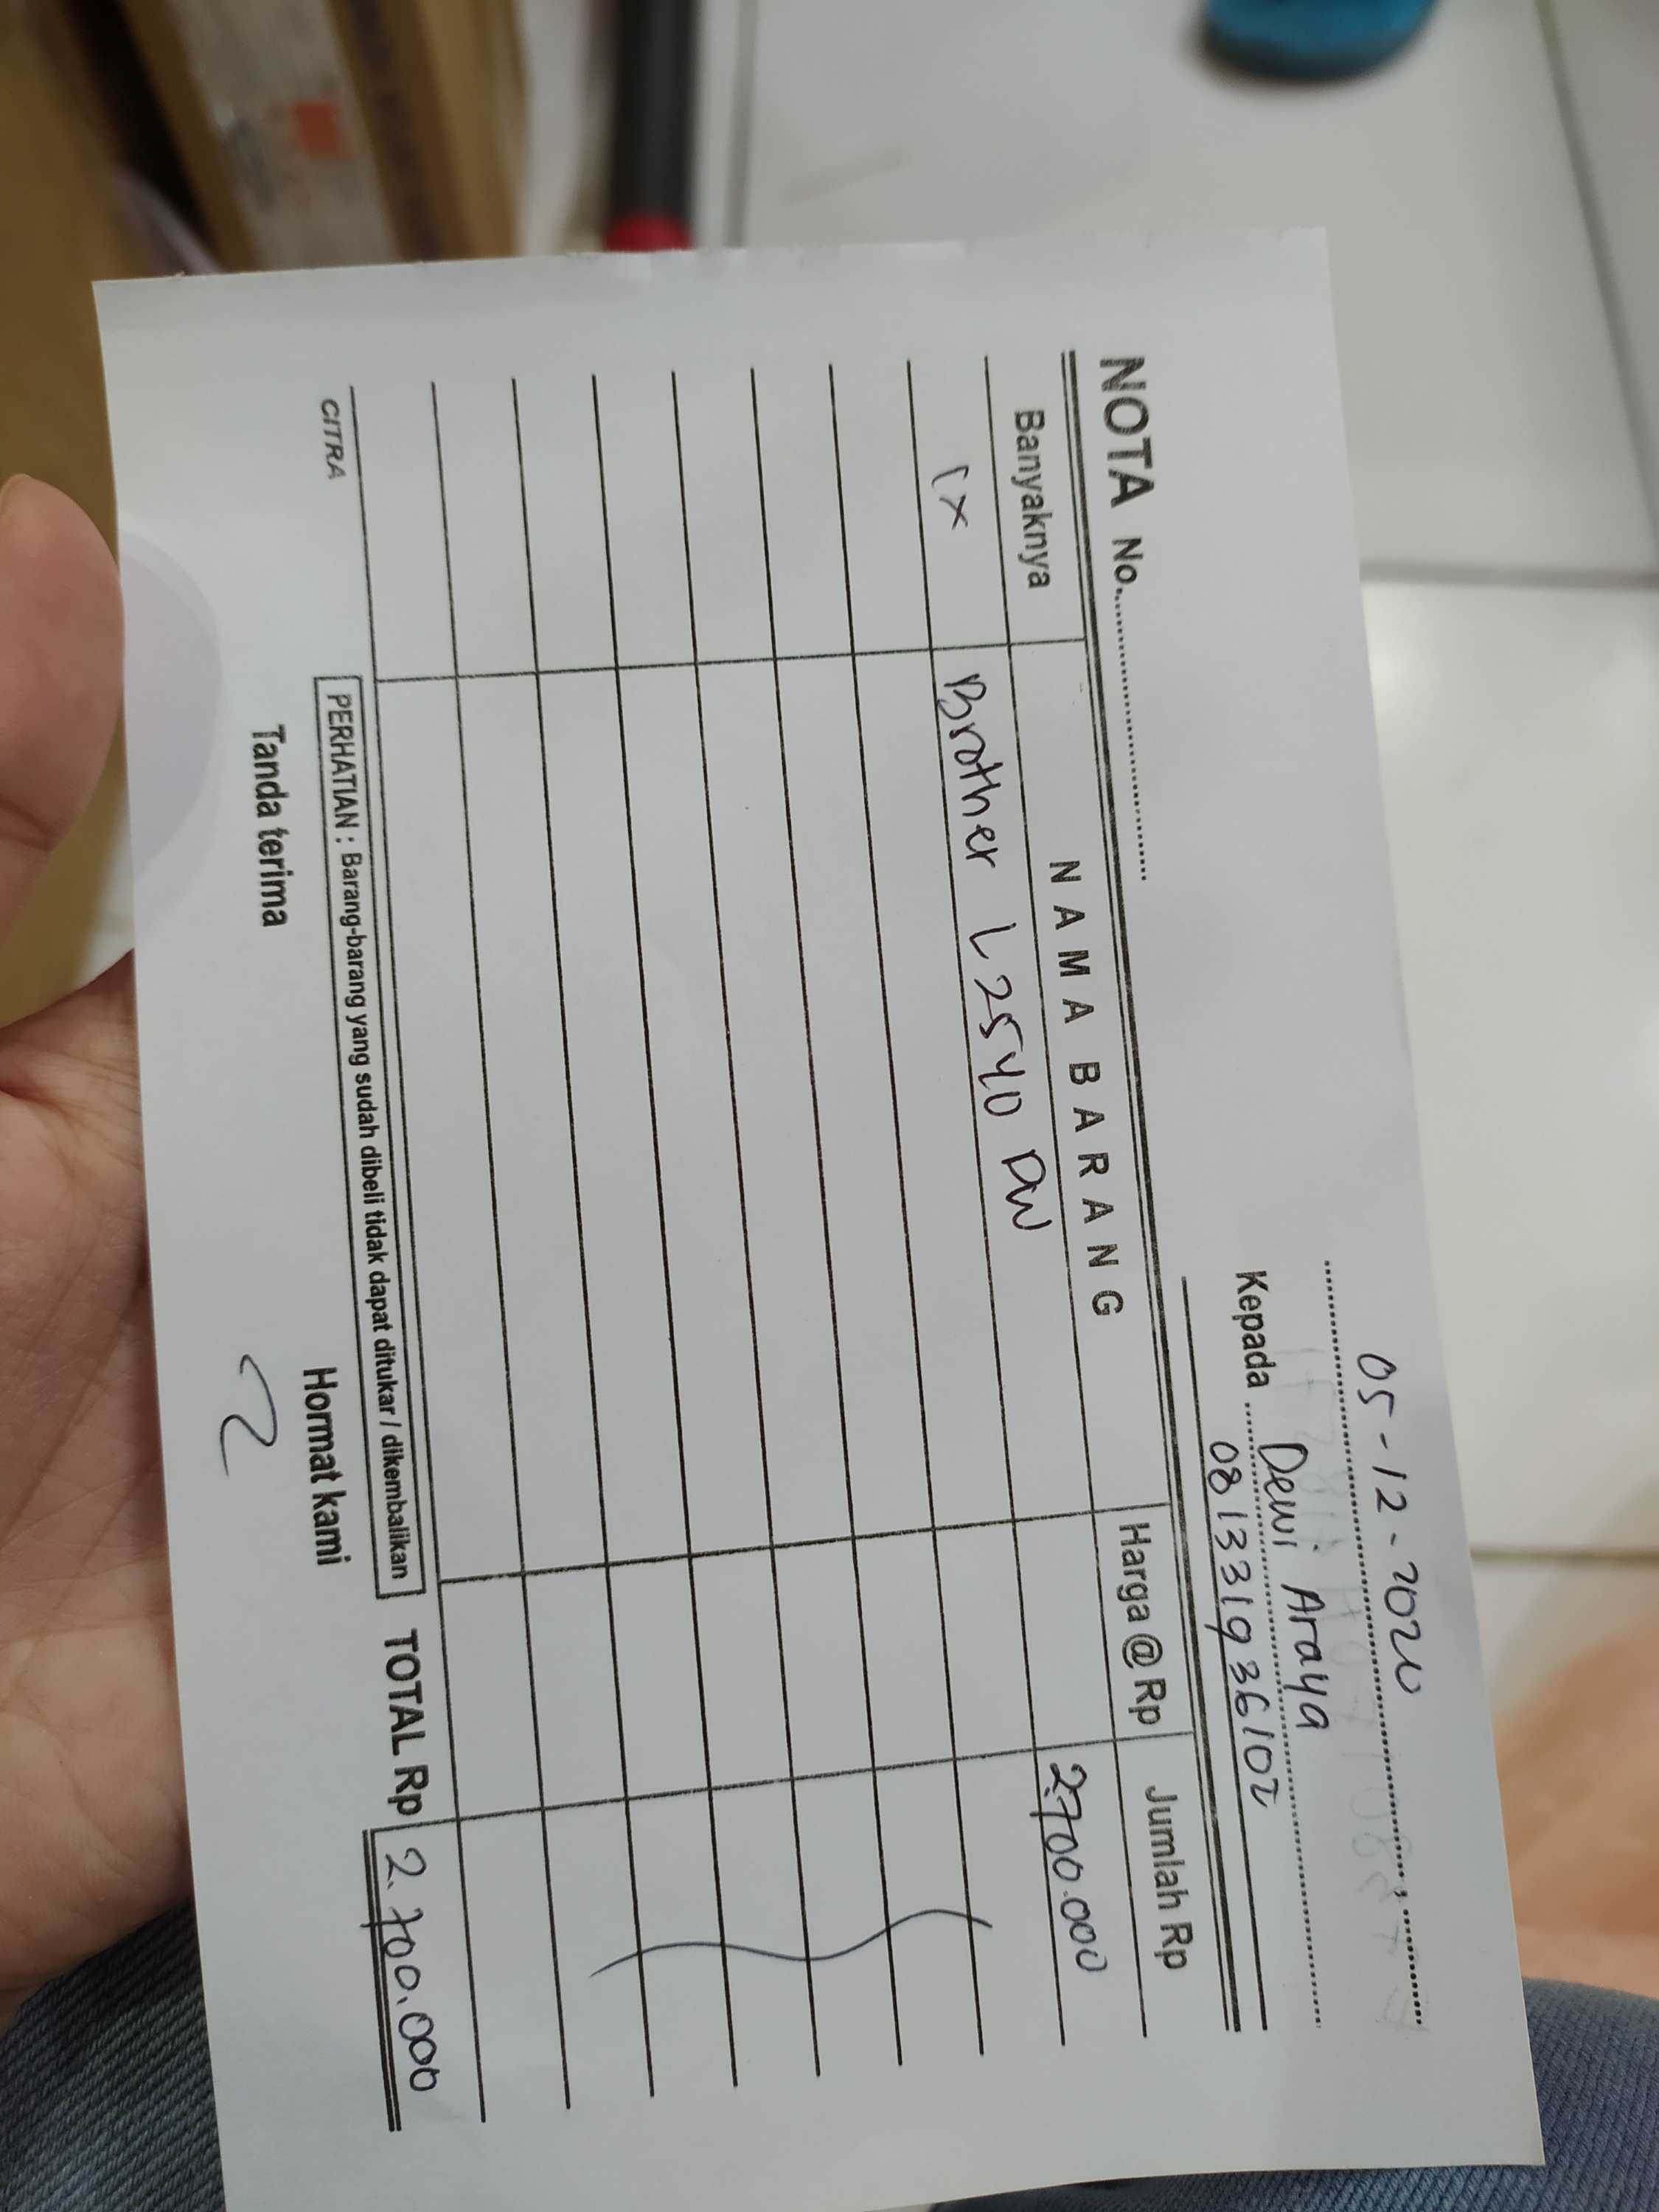 05-12-2020
NOTA No.
Kepada Dewi Araya
081331936102
Banyaknya NAMA BARANG Harga @ Rp Jumlah Rp
1x Brother L2540 DW 2.700.000
CITRA
PERHATIAN : Barang-barang yang sudah dibeli tidak dapat ditukar / dikembalikan
TOTAL Rp 2.700.000
Tanda terima Hormat kami